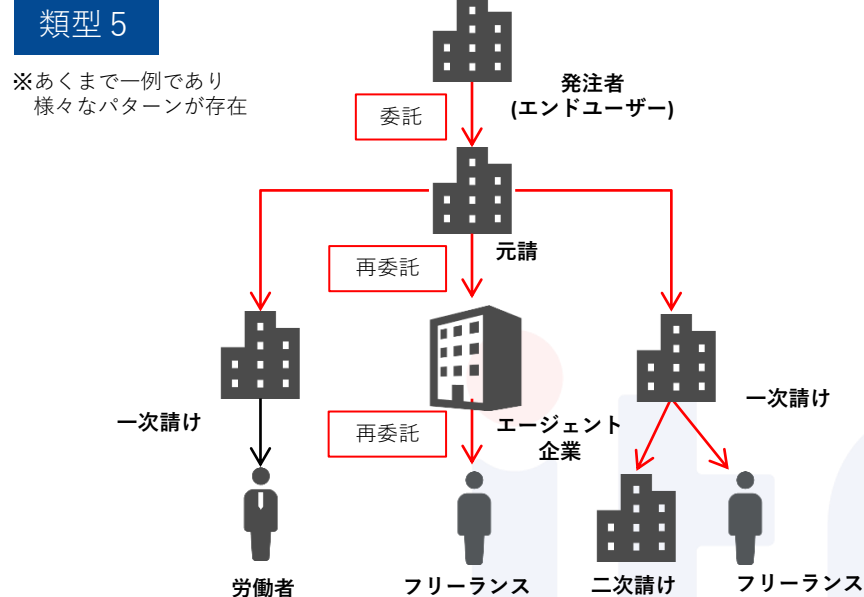 類型５
※あくまで一例であり
様々なパターンが存在
発注者
(エンドユーザー)
委託
元請
再委託
一次請け
一次請け
再委託
エージェント
企業
労働者
フリーランス
二次請け
フリーランス